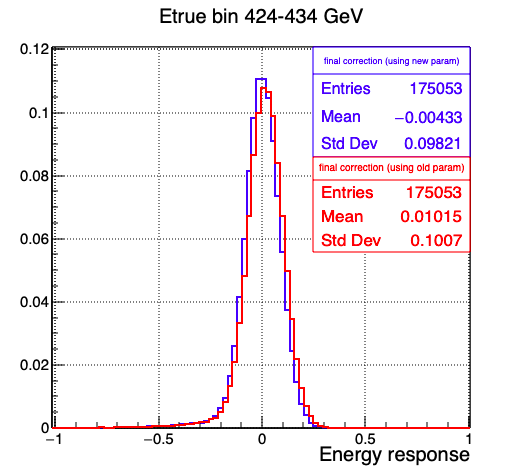 Etrue bin 424-434 GeV
0.12
0.1
0.08
0.06
0.04
0.02
0
−1
−0.5
0
0.5
1
Energy response
final correction (using new param)
Entries 175053
Mean −0.00433
Std Dev 0.09821
final correction (using old param)
Entries 175053
Mean 0.01015
Std Dev 0.1007